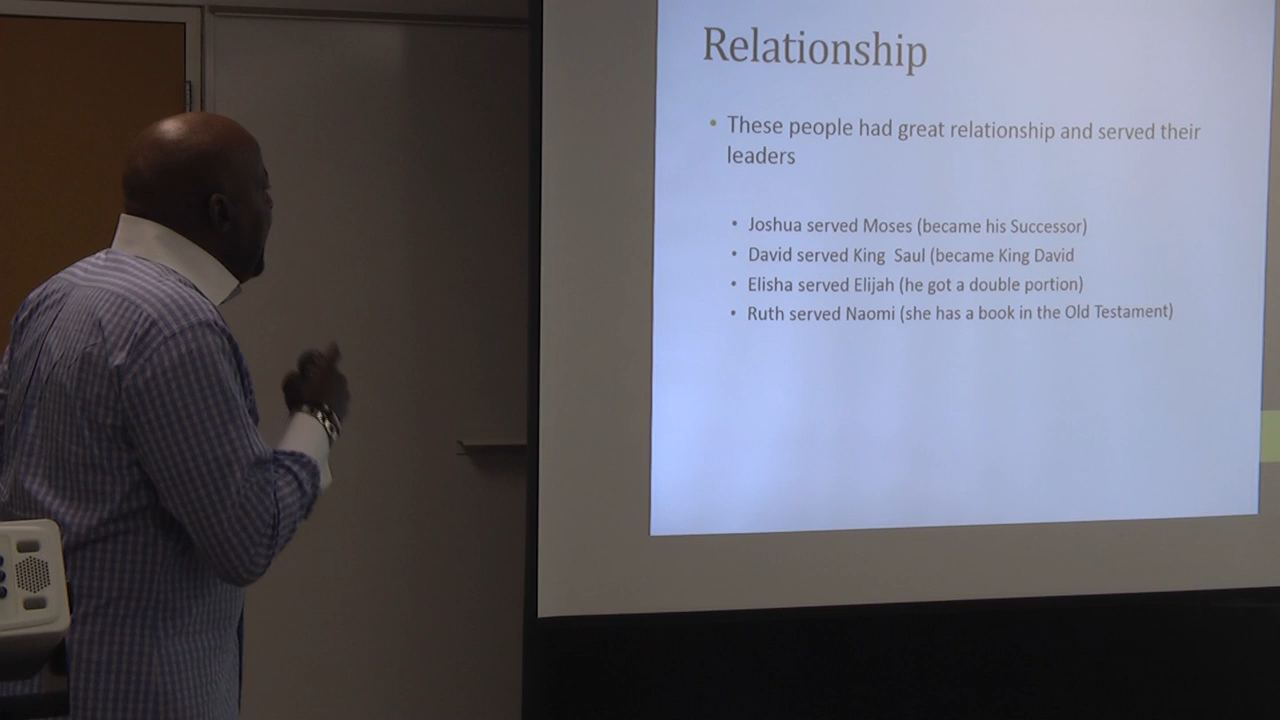 Relationship
• These people had great relationship and served their
leaders
• Joshua served Moses (became his Successor)
• David served King Saul (became King David
• Elisha served Elijah (he got a double portion)
• Ruth served Naomi (she has a book in the Old Testament)